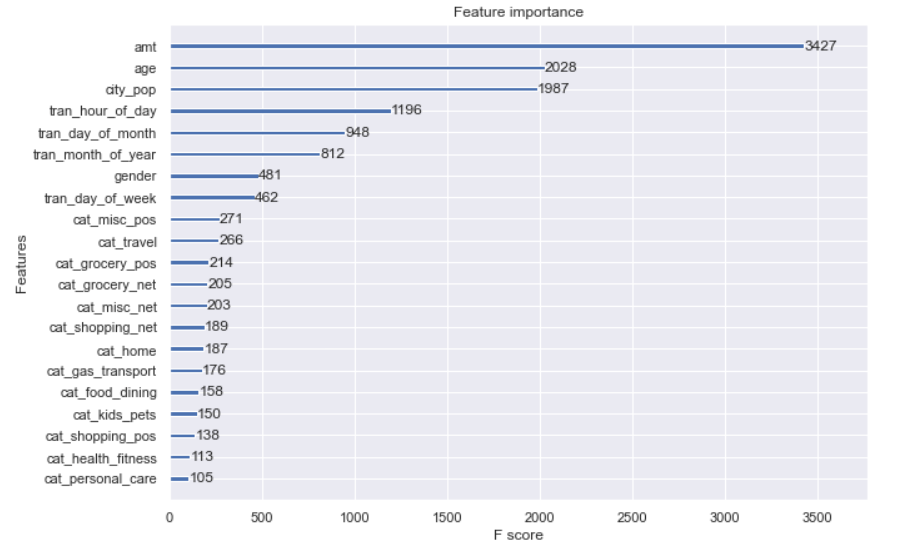 Feature importance
amt 3427
age 2028
city_pop 1987
tran_hour_of_day 1196
tran_day_of_month 948
tran_month_of_year 812
gender 481
tran_day_of_week 462
cat_misc_pos 271
cat_travel 266
cat_grocery_pos 214
cat_grocery_net 205
cat_misc_net 203
cat_shopping_net 189
cat_home 187
cat_gas_transport 176
cat_food_dining 158
cat_kids_pets 150
cat_shopping_pos 138
cat_health_fitness 113
cat_personal_care 105
Features
0 500 1000 1500 2000 2500 3000 3500
F score